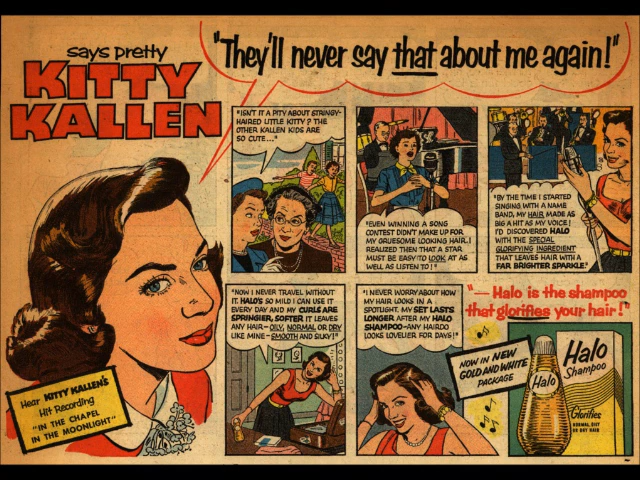 says pretty
KITTY
KALLEN
"They'll never say that about me again!"
"ISN'T IT A PITY ABOUT STRINGY-
HAIRED LITTLE KITTY? THE
OTHER KALLEN KIDS ARE
SO CUTE..."
"EVEN WINNING A SONG
CONTEST DIDN'T MAKE UP FOR
MY GRUESOME LOOKING HAIR. I
REALIZED THEN THAT A STAR
MUST BE EASY TO LOOK AT AS
WELL AS LISTEN TO!"
"BY THE TIME I STARTED
SINGING WITH A NAME
BAND, MY HAIR MADE AS
BIG A HIT AS MY VOICE!
I'D DISCOVERED HALO
WITH THE SPECIAL
GLORIFYING INGREDIENT
THAT LEAVES HAIR WITH A
FAR BRIGHTER SPARKLE."
"NOW I NEVER TRAVEL WITHOUT
IT. HALO'S SO MILD I CAN USE IT
EVERY DAY AND MY CURLS ARE
SPRINGIER, SOFTER IT LEAVES
ANY HAIR-OILY, NORMAL OR DRY
LIKE MINE-SMOOTH AND SILKY!"
"I NEVER WORRY ABOUT HOW
MY HAIR LOOKS IN A
SPOTLIGHT. MY SET LASTS
LONGER AFTER MY HALO
SHAMPOO-ANY HAIRDO
LOOKS LOVELIER FOR DAYS!"
"— Halo is the shampoo
that glorifies your hair!"
NOW IN NEW
GOLD AND WHITE
PACKAGE
Halo
Halo
Shampoo
Glorifies
Hear KITTY KALLEN'S
Hit Recording
"IN THE CHAPEL
IN THE MOONLIGHT"